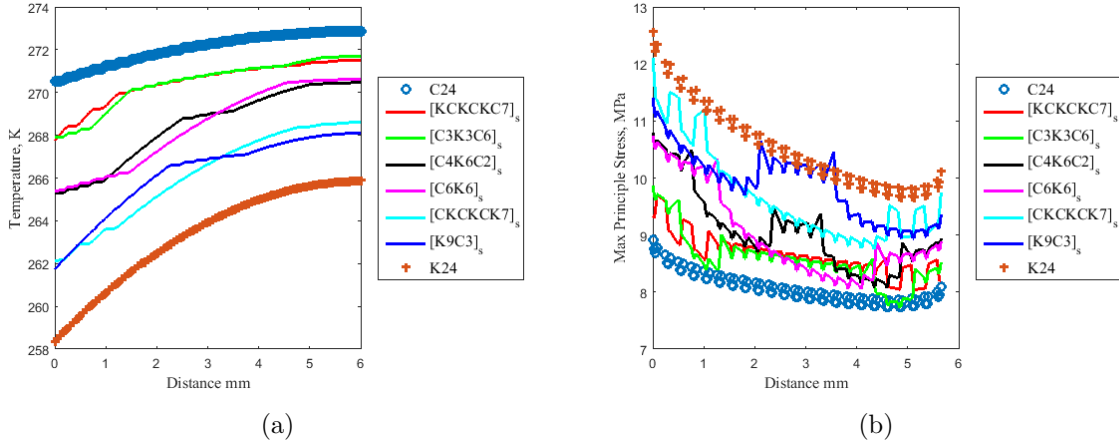 274
272
270
268
266
264
262
260
258
Temperature, K
0 1 2 3 4 5 6
Distance mm
C24
[KCKCKC7]s
[C3K3C6]s
[C4K6C2]s
[C6K6]s
[CKCKCK7]s
[K9C3]s
K24
(a)
13
12
11
10
9
8
7
Max Principle Stress, MPa
0 1 2 3 4 5 6
Distance mm
C24
[KCKCKC7]s
[C3K3C6]s
[C4K6C2]s
[C6K6]s
[CKCKCK7]s
[K9C3]s
K24
(b)